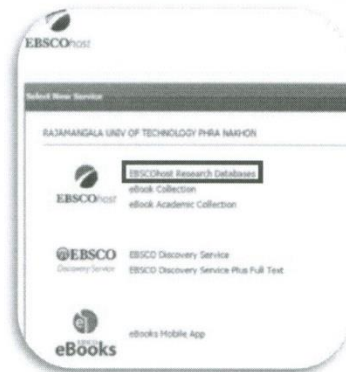 EBSCOhost
Select New Service
RAJAMANGALA UNIV OF TECHNOLOGY PHRA NAKHON
EBSCOhost
EBSCOhost Research Databases
eBook Collection
eBook Academic Collection
EBSCO
Discovery Service
EBSCO Discovery Service
EBSCO Discovery Service Plus Full Text
EBSCO
eBooks
eBooks Mobile App